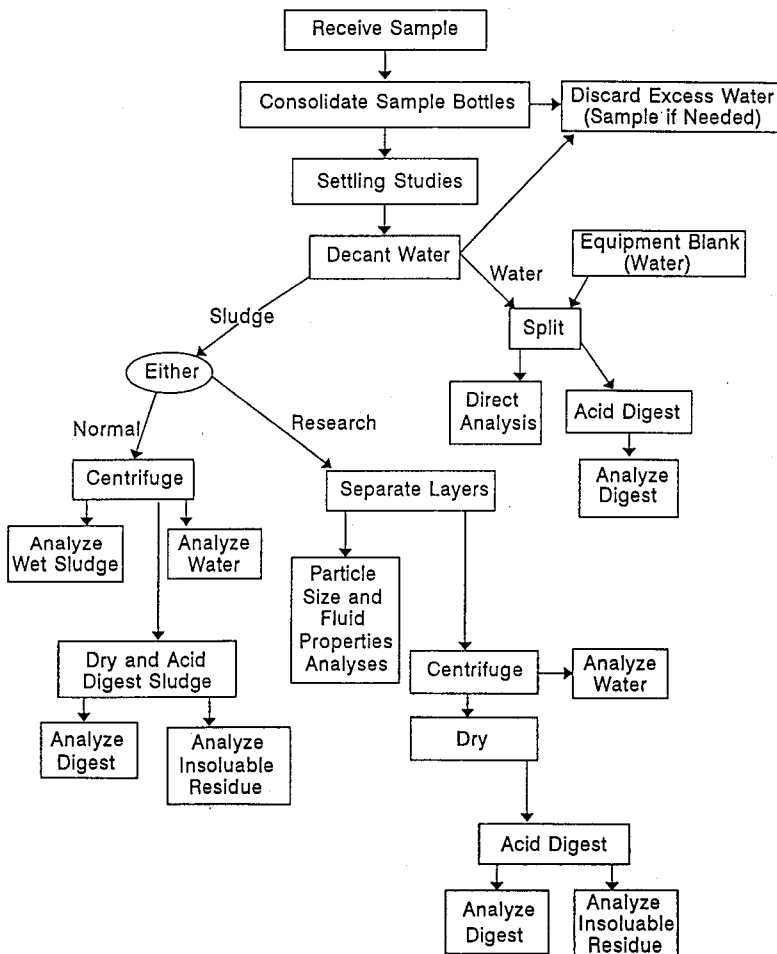 Receive Sample
Consolidate Sample Bottles
Discard Excess Water
(Sample if Needed)
Settling Studies
Decant Water
Equipment Blank
(Water)
Water
Sludge
Split
Either
Direct
Analysis
Acid Digest
Normal
Research
Analyze
Digest
Centrifuge
Separate Layers
Analyze
Wet Sludge
Analyze
Water
Particle
Size and
Fluid
Properties
Analyses
Dry and Acid
Digest Sludge
Centrifuge
Analyze
Water
Analyze
Digest
Analyze
Insoluable
Residue
Dry
Acid Digest
Analyze
Digest
Analyze
Insoluable
Residue